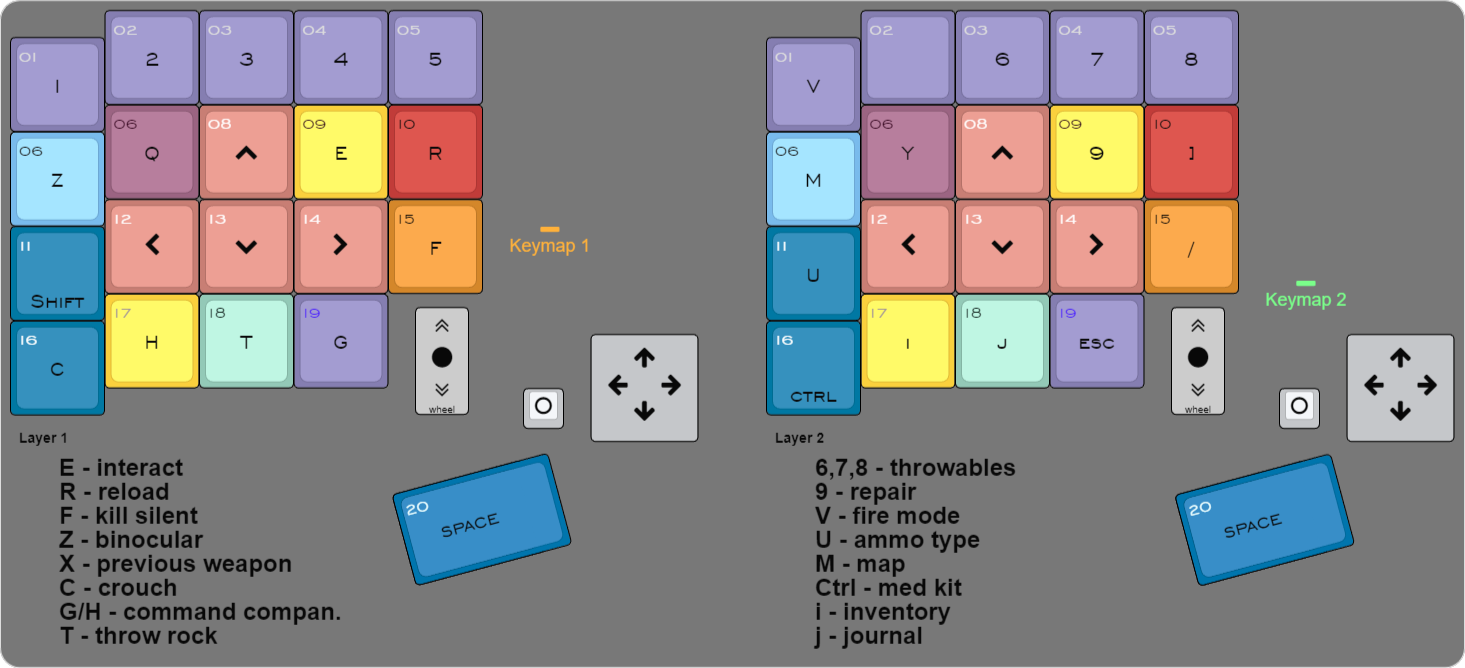 01
1
02
2
03
3
04
4
05
5
06
Z
06
Q
08
09
E
10
R
11
SHIFT
12
13
14
15
F
16
C
17
H
18
T
19
G
wheel
O
Keymap 1
20
SPACE
Layer 1
E - interact
R - reload
F - kill silent
Z - binocular
X - previous weapon
C - crouch
G/H - command compan.
T - throw rock
01
V
02
03
6
04
7
05
8
06
M
06
Y
08
09
9
10
]
11
U
12
13
14
15
/
16
CTRL
17
I
18
J
19
ESC
wheel
O
Keymap 2
20
SPACE
Layer 2
6,7,8 - throwables
9 - repair
V - fire mode
U - ammo type
M - map
Ctrl - med kit
i - inventory
j - journal